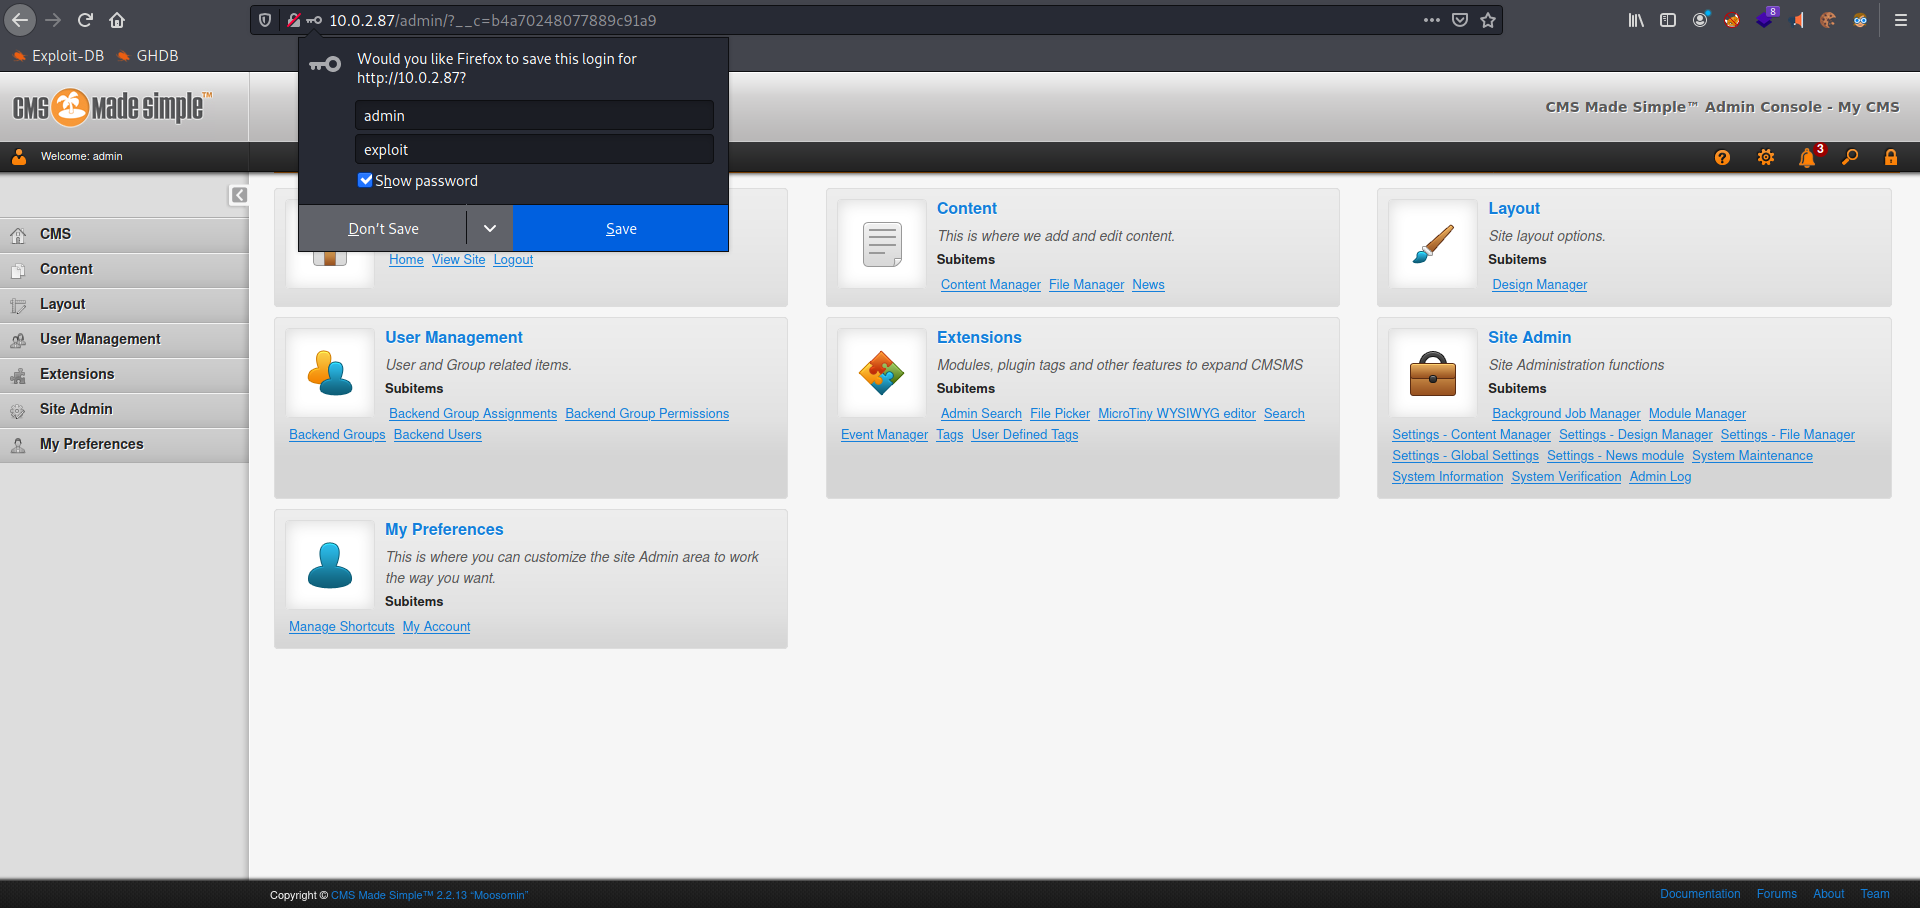 10.0.2.87/admin/?__c=b4a70248077889c91a9
8
Exploit-DB GHDB
Would you like Firefox to save this login for
http://10.0.2.87?
admin
exploit
Show password
Don't Save Save
CMS Made Simple™
CMS Made Simple™ Admin Console - My CMS
Welcome: admin
3
CMS
Content
Layout
User Management
Extensions
Site Admin
My Preferences
Home View Site Logout
Content
This is where we add and edit content.
Subitems
Content Manager File Manager News
Layout
Site layout options.
Subitems
Design Manager
User Management
User and Group related items.
Subitems
Backend Group Assignments Backend Group Permissions
Backend Groups Backend Users
Extensions
Modules, plugin tags and other features to expand CMSMS
Subitems
Admin Search File Picker MicroTiny WYSIWYG editor Search
Event Manager Tags User Defined Tags
Site Admin
Site Administration functions
Subitems
Background Job Manager Module Manager
Settings - Content Manager Settings - Design Manager Settings - File Manager
Settings - Global Settings Settings - News module System Maintenance
System Information System Verification Admin Log
My Preferences
This is where you can customize the site Admin area to work
the way you want.
Subitems
Manage Shortcuts My Account
Copyright © CMS Made Simple™ 2.2.13 “Moosomin”
Documentation Forums About Team